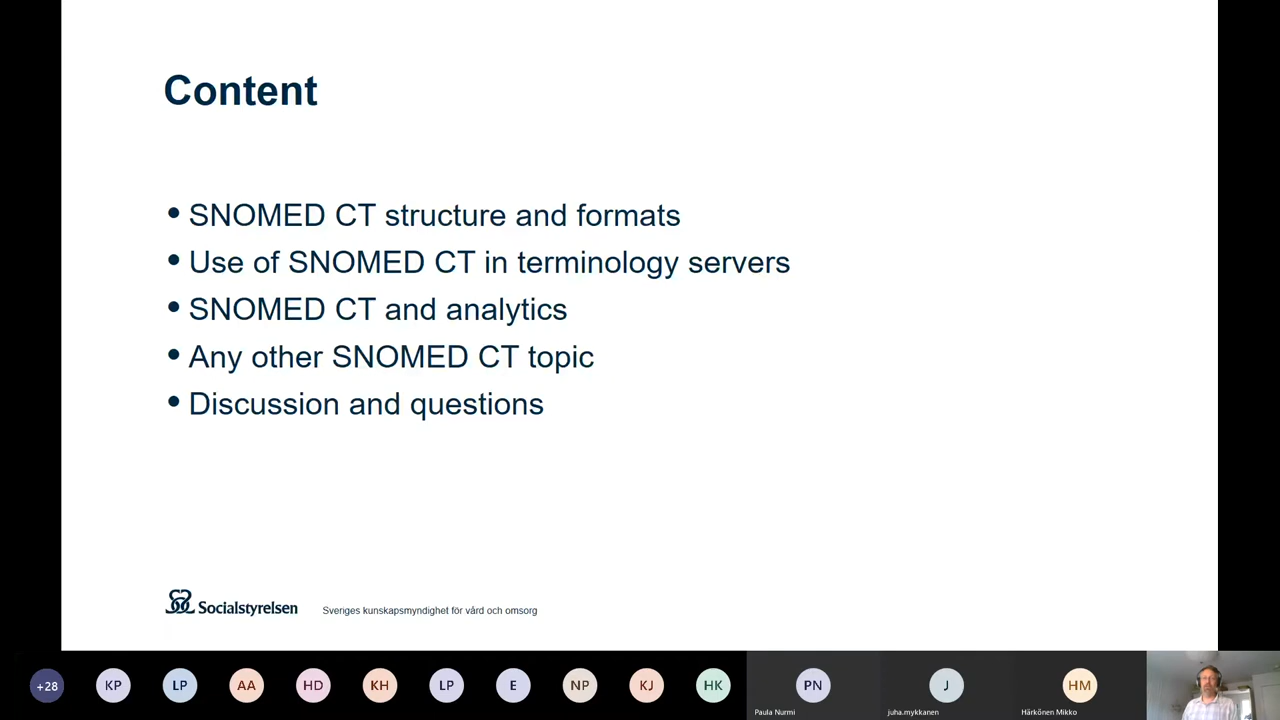 Content
• SNOMED CT structure and formats
• Use of SNOMED CT in terminology servers
• SNOMED CT and analytics
• Any other SNOMED CT topic
• Discussion and questions
Socialstyrelsen
Sveriges kunskapsmyndighet för vård och omsorg
+28
KP
LP
AA
HD
KH
LP
E
NP
KJ
HK
PN
J
HM
Paula Nurmi
juha.mykkanen
Härkönen Mikko